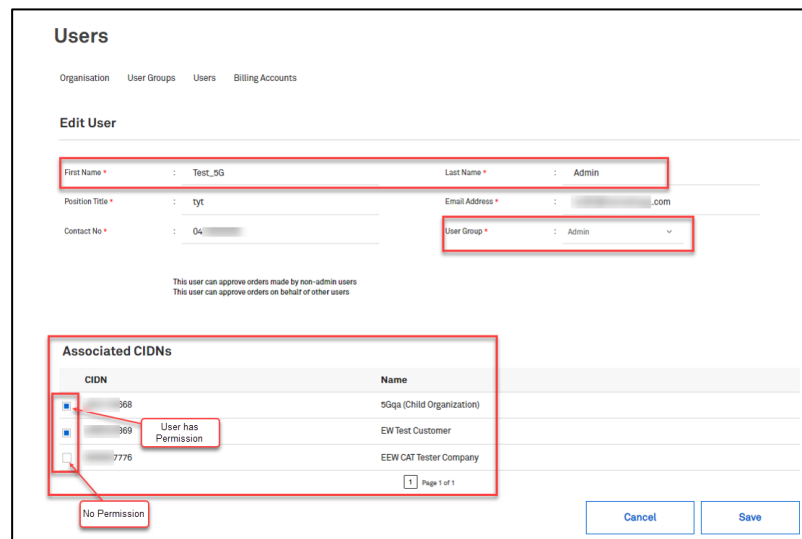 Users
Organisation User Groups Users Billing Accounts
Edit User
First Name * : Test_5G Last Name * : Admin
Position Title * : tyt Email Address * : .com
Contact No * : 04 User Group * : Admin
This user can approve orders made by non-admin users
This user can approve orders on behalf of other users
Associated CIDNs
CIDN Name
868 5Gqa (Child Organization)
869 EW Test Customer
User has
Permission
7776 EEW CAT Tester Company
1 Page 1 of 1
No Permission
Cancel Save